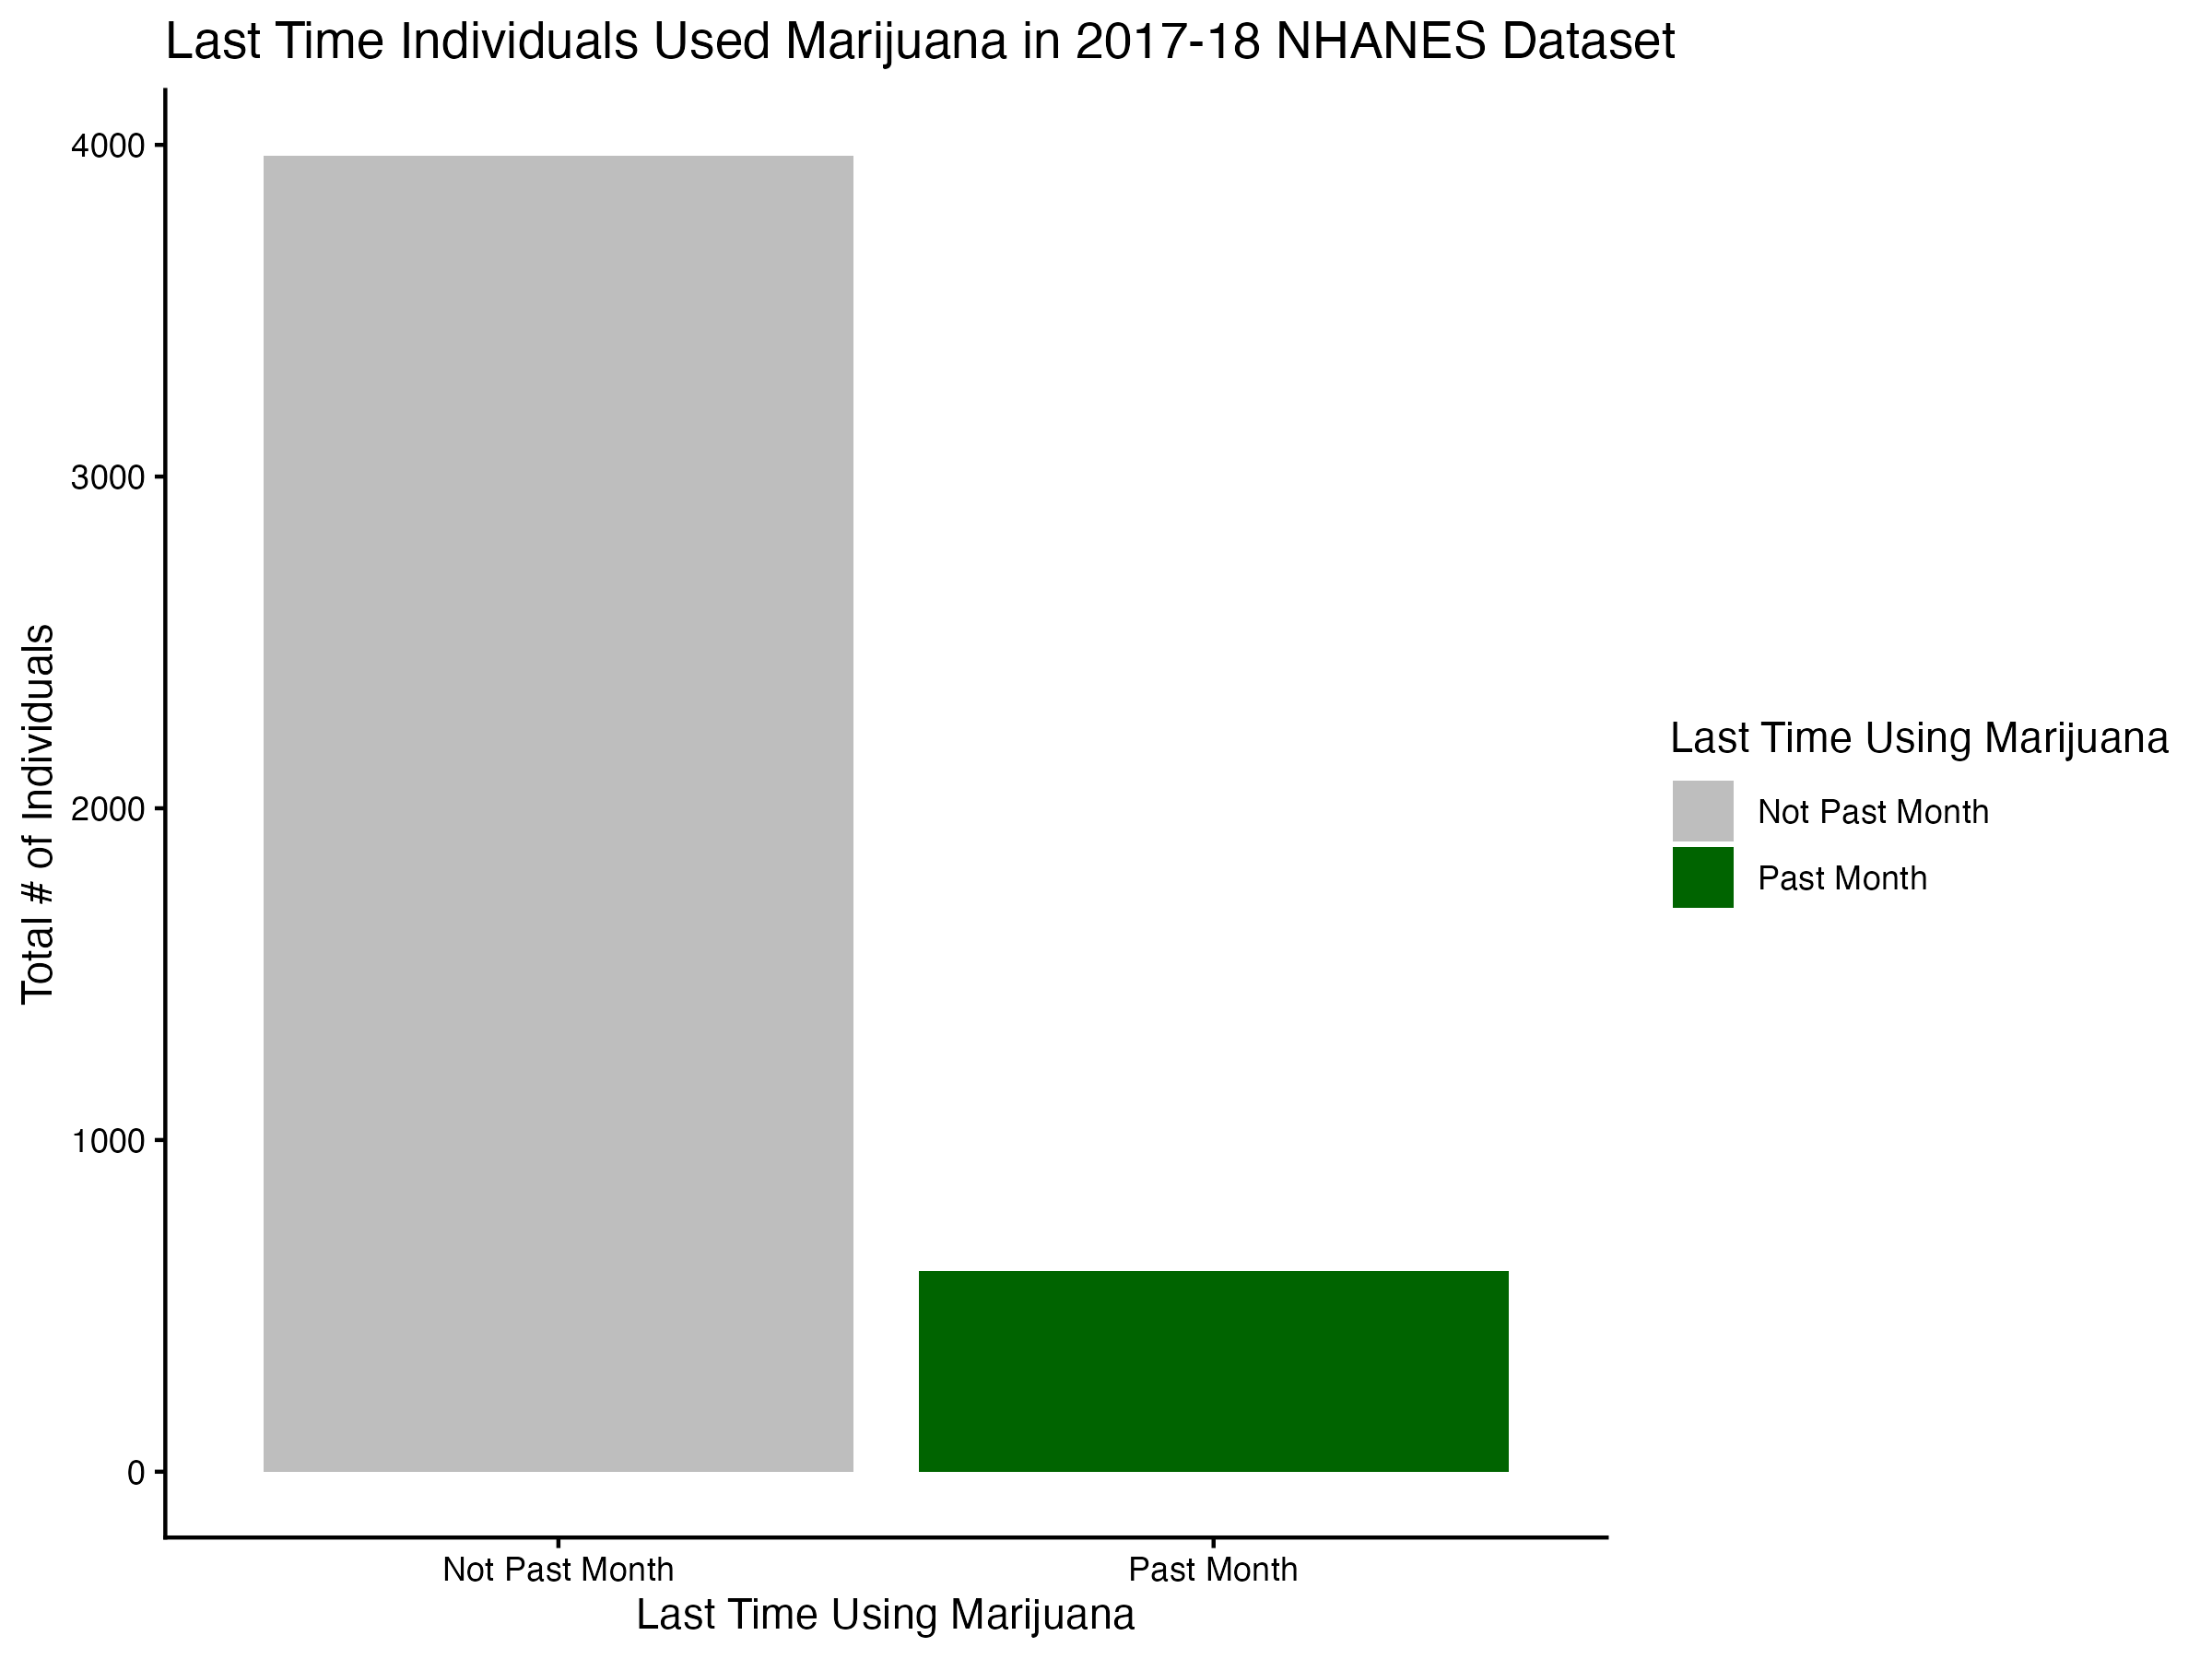 Last Time Individuals Used Marijuana in 2017-18 NHANES Dataset
Total # of Individuals
4000
3000
2000
1000
0
Not Past Month
Past Month
Last Time Using Marijuana
Last Time Using Marijuana
Not Past Month
Past Month